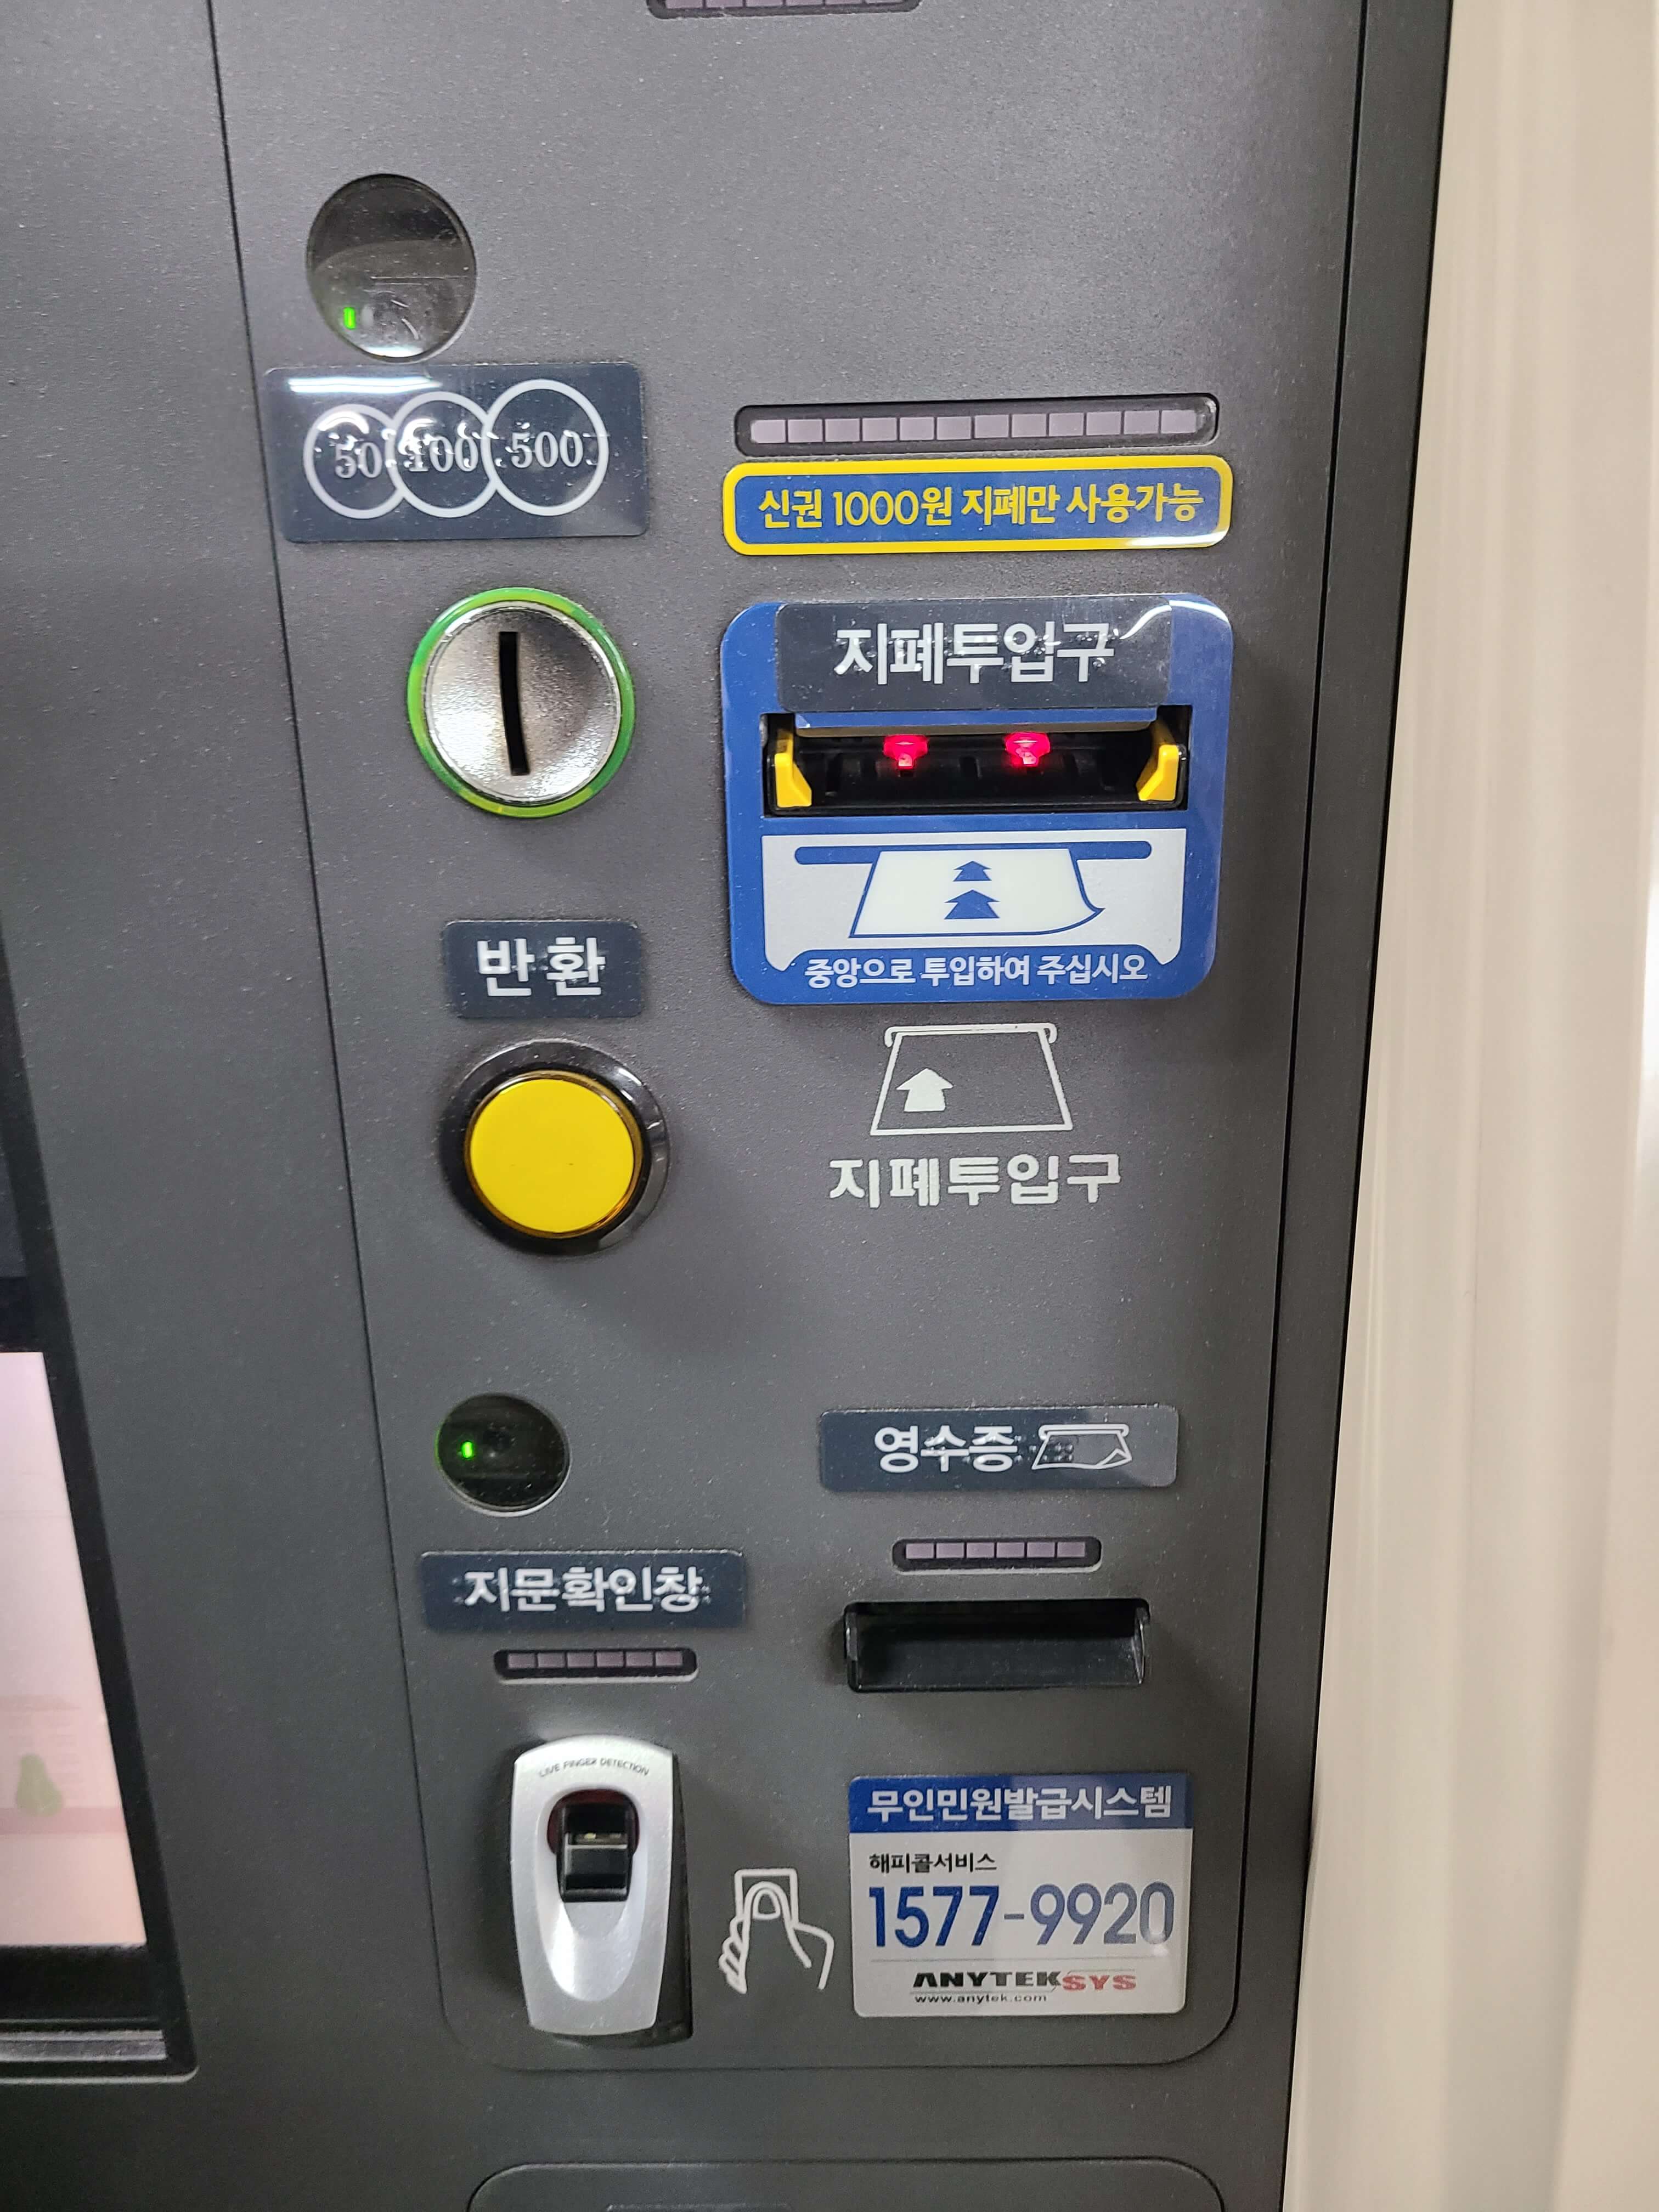 50 100 500
신권 1000원 지폐만 사용가능
지폐투입구
중앙으로 투입하여 주십시오
반환
지폐투입구
영수증
지문확인창
LIVE FINGER DETECTION
무인민원발급시스템
해피콜서비스
1577-9920
ANYTEKSYS
www.anytek.com